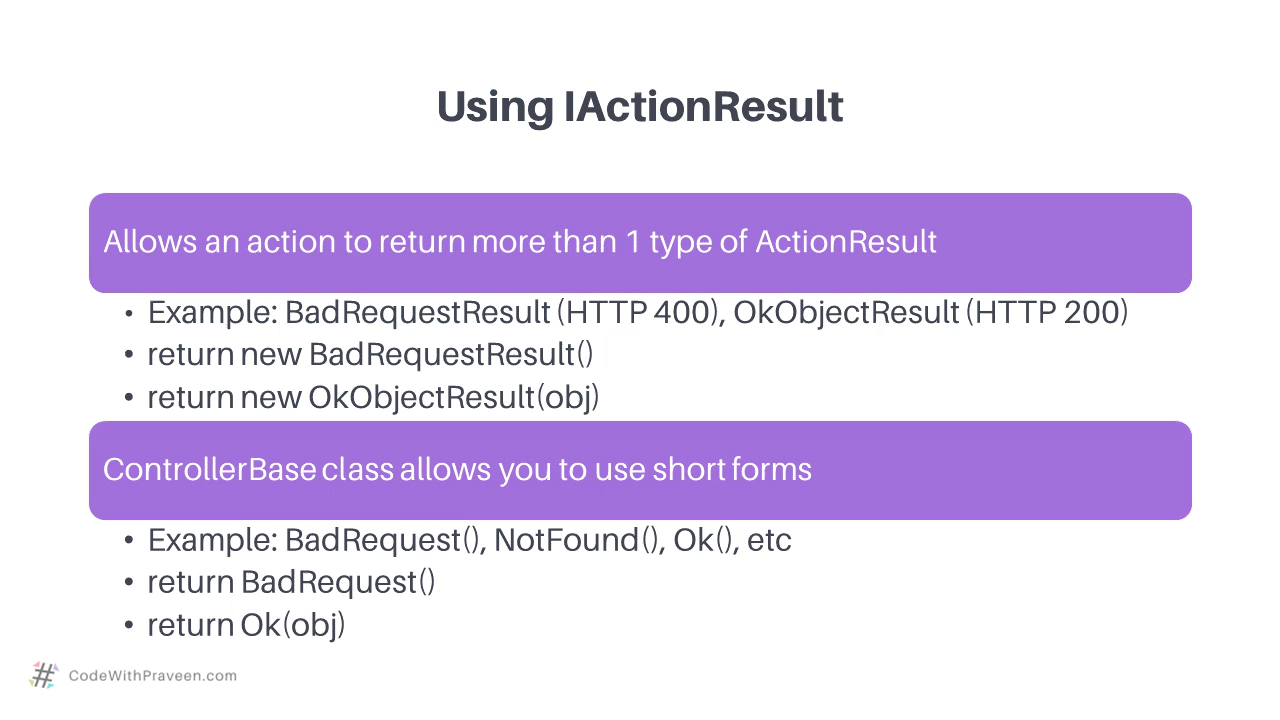 Using IActionResult
Allows an action to return more than 1 type of ActionResult
• Example: BadRequestResult (HTTP 400), OkObjectResult (HTTP 200)
• return new BadRequestResult()
• return new OkObjectResult(obj)
ControllerBase class allows you to use short forms
• Example: BadRequest(), NotFound(), Ok(), etc
• return BadRequest()
• return Ok(obj)
# CodeWithPraveen.com